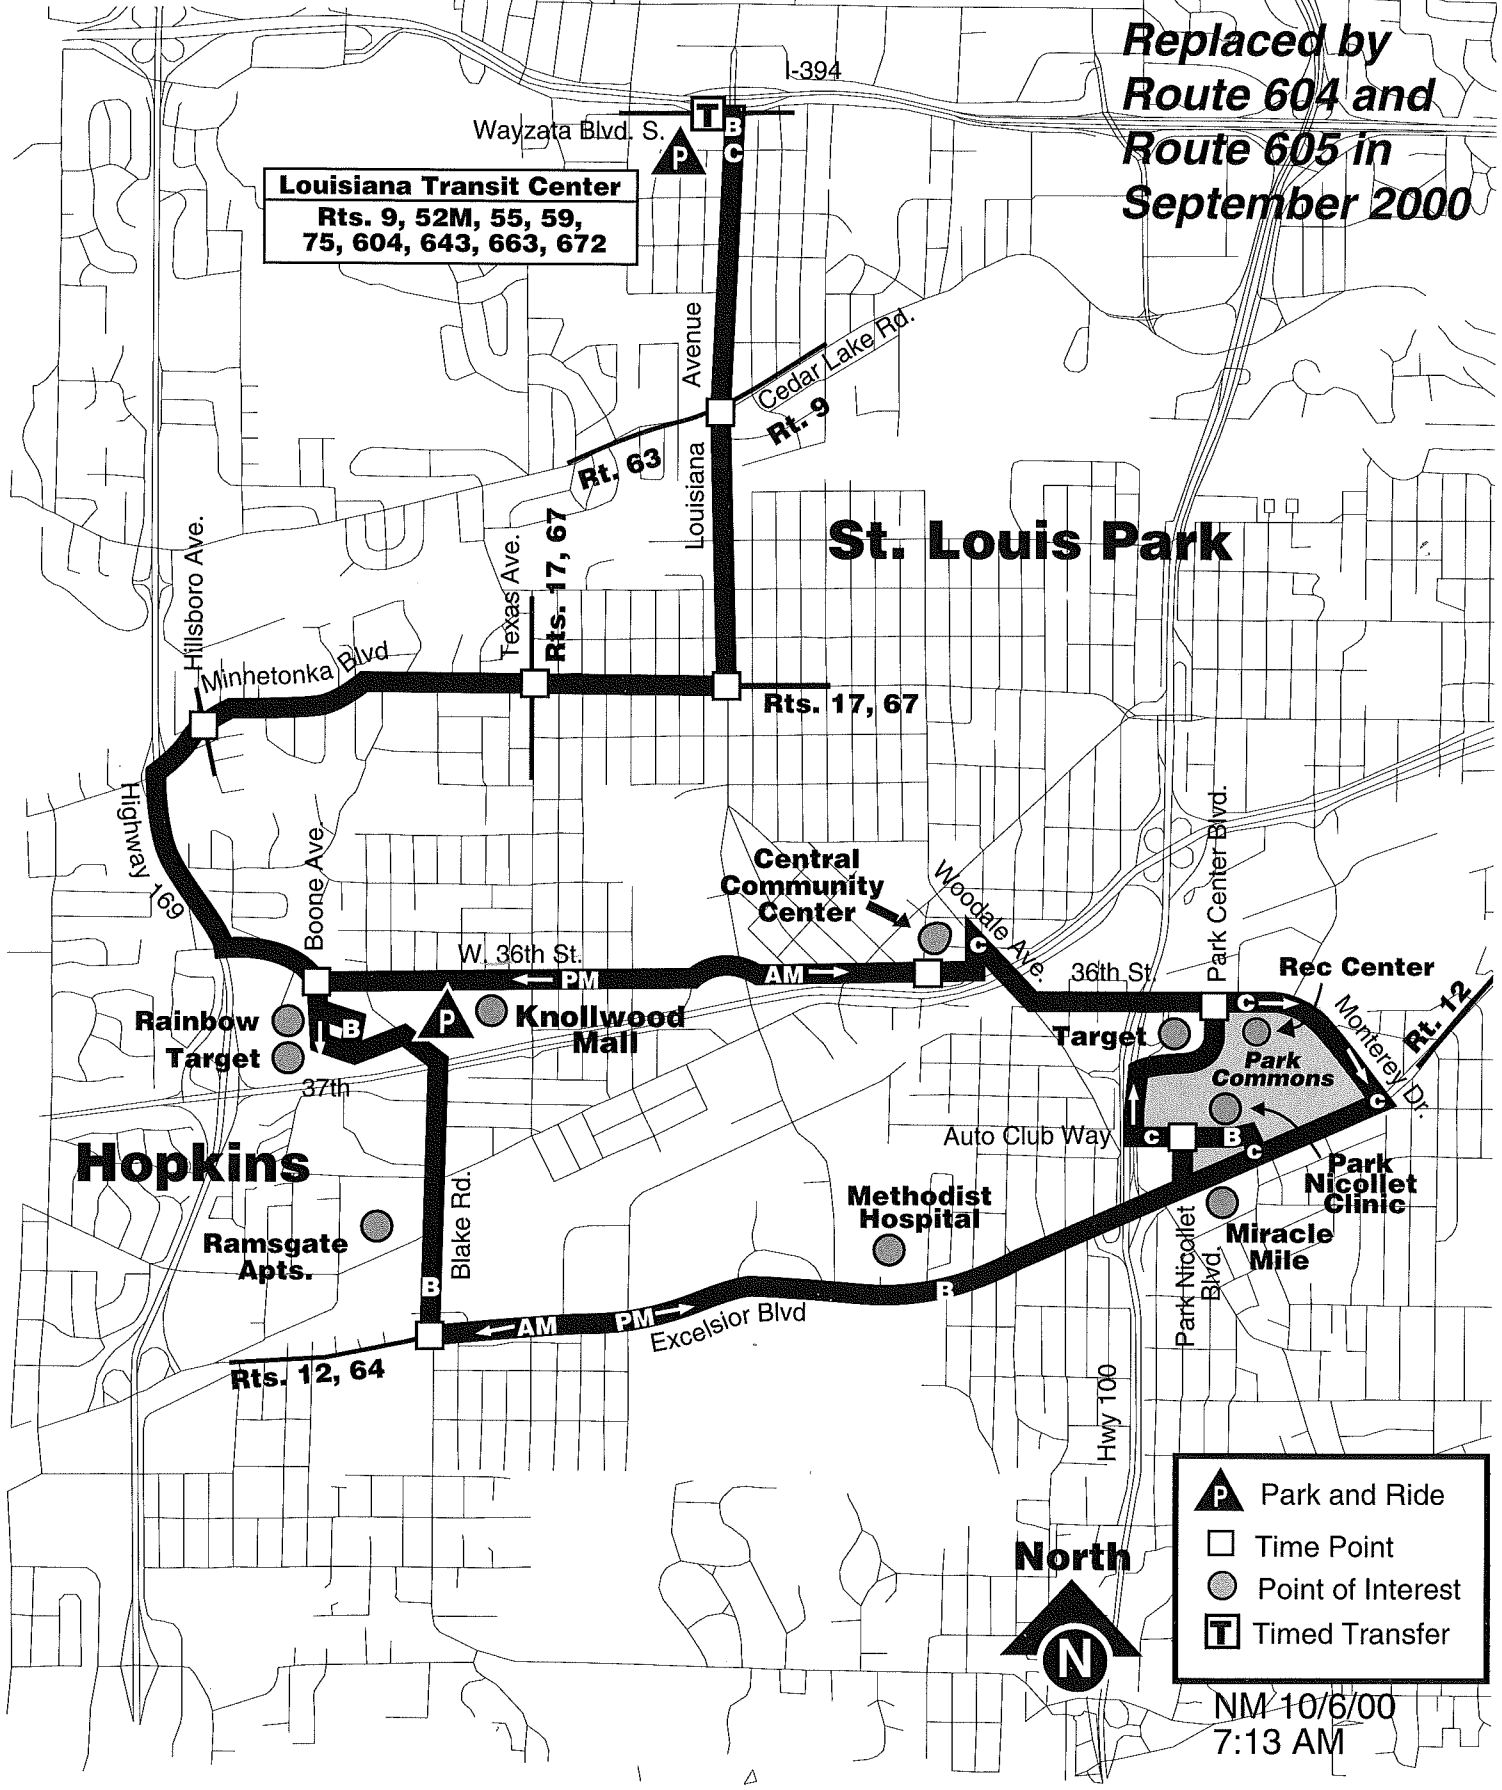 Replaced by
Route 604 and
Route 605 in
September 2000
I-394
T
B
C
Wayzata Blvd. S.
P
Louisiana Transit Center
Rts. 9, 52M, 55, 59,
75, 604, 643, 663, 672
Avenue
Cedar Lake Rd.
Rt. 9
Rt. 63
Louisiana
St. Louis Park
Hillsboro Ave.
Texas Ave.
Rts. 17, 67
Minhetonka Blvd
Rts. 17, 67
Highway 169
Boone Ave.
Central
Community
Center
Woodale Ave.
C
Park Center Blvd.
W. 36th St.
PM
AM
36th St.
Rec Center
C
Monterey Dr.
Rt. 12
Rainbow
Target
B
P
Knollwood
Mall
37th
Target
Park
Commons
C
Auto Club Way
C
B
C
Park
Nicollet
Clinic
Hopkins
Ramsgate
Apts.
Blake Rd.
B
Methodist
Hospital
Miracle
Mile
Park Nicollet
Blvd.
B
AM
PM
Excelsior Blvd
Rts. 12, 64
Hwy 100
P Park and Ride
Time Point
Point of Interest
T Timed Transfer
North
N
NM 10/6/00
7:13 AM